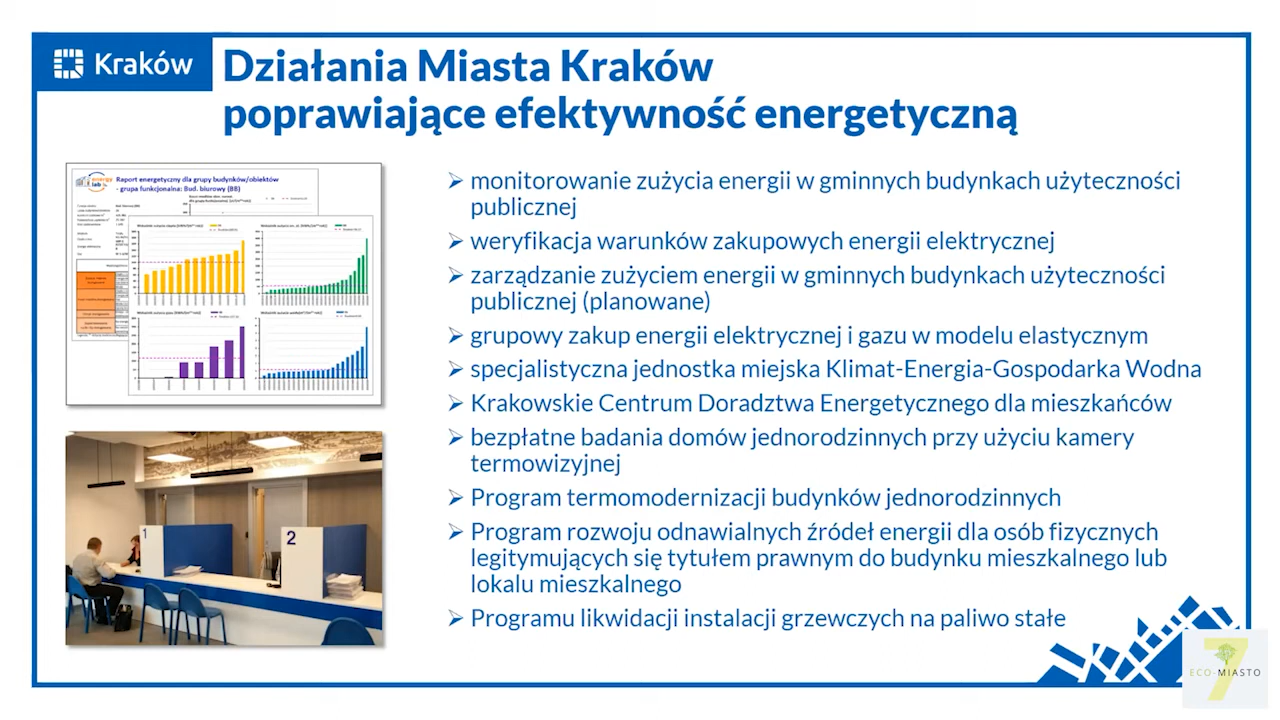 Kraków
Działania Miasta Kraków
poprawiające efektywność energetyczną
energy
lab
Raport energetyczny dla grupy budynków/obiektów
- grupa funkcjonalna: Bud. biurowy (BB)
➢ monitorowanie zużycia energii w gminnych budynkach użyteczności
publicznej
➢ weryfikacja warunków zakupowych energii elektrycznej
➢ zarządzanie zużyciem energii w gminnych budynkach użyteczności
publicznej (planowane)
➢ grupowy zakup energii elektrycznej i gazu w modelu elastycznym
➢ specjalistyczna jednostka miejska Klimat-Energia-Gospodarka Wodna
➢ Krakowskie Centrum Doradztwa Energetycznego dla mieszkańców
➢ bezpłatne badania domów jednorodzinnych przy użyciu kamery
termowizyjnej
➢ Program termomodernizacji budynków jednorodzinnych
➢ Program rozwoju odnawialnych źródeł energii dla osób fizycznych
legitymujących się tytułem prawnym do budynku mieszkalnego lub
lokalu mieszkalnego
➢ Programu likwidacji instalacji grzewczych na paliwo stałe
1
2
7
ECO-MIASTO